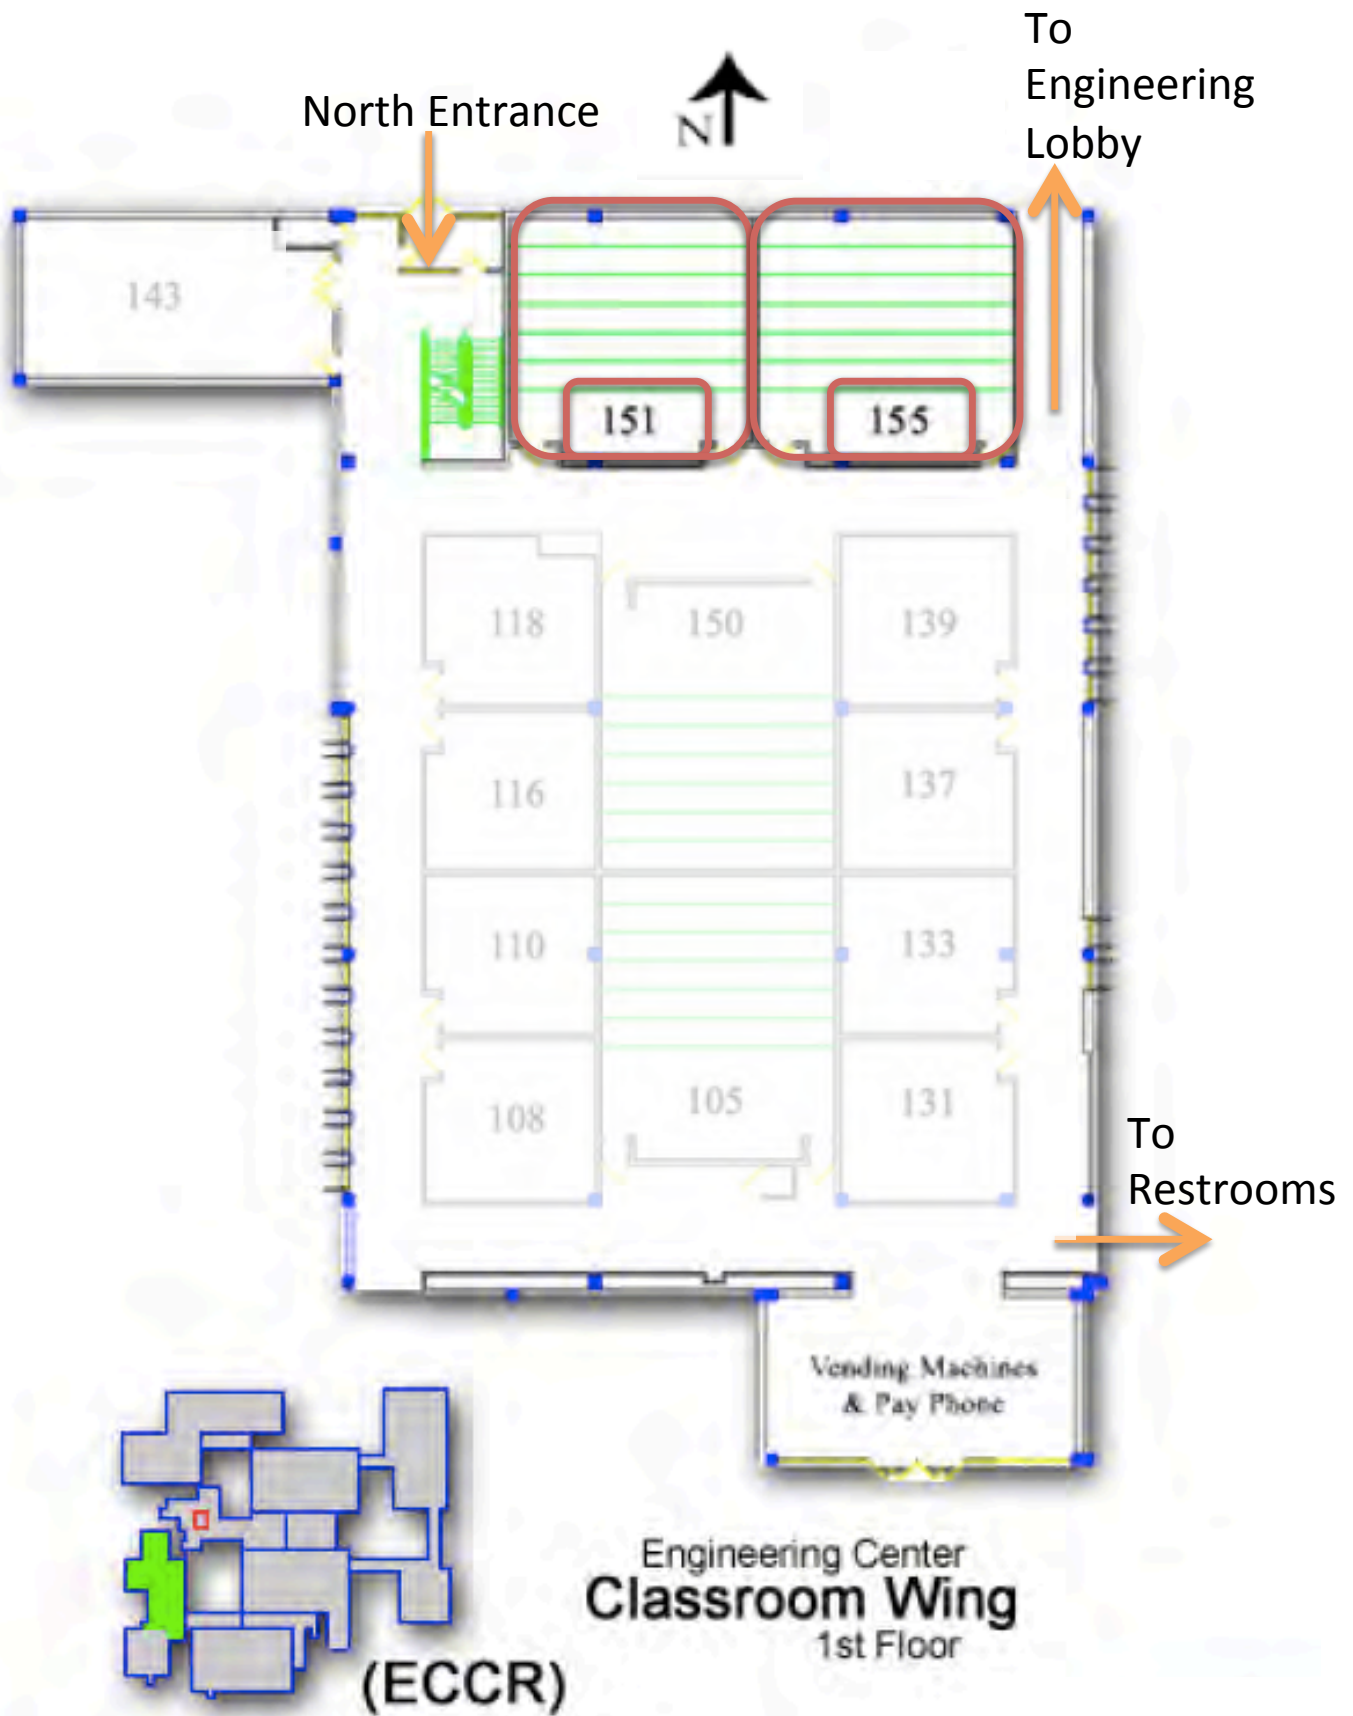 To
Engineering
Lobby
North Entrance
N
143
151
155
118
150
139
116
137
110
133
108
105
131
To
Restrooms
Vending Machines
& Pay Phone
Engineering Center
Classroom Wing
1st Floor
(ECCR)